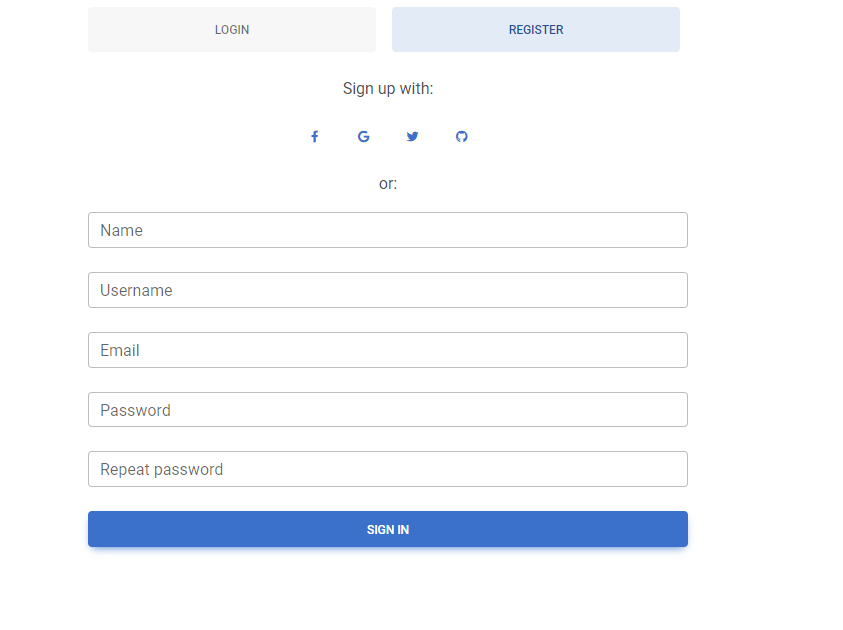 LOGIN REGISTER
Sign up with:
or:
Name
Username
Email
Password
Repeat password
SIGN IN